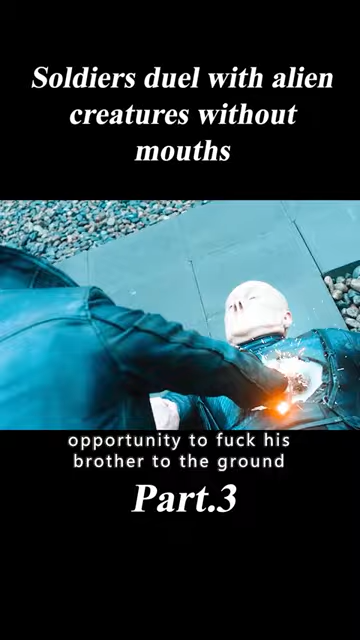 Soldiers duel with alien
creatures without
mouths
opportunity to fuck his
brother to the ground
Part.3